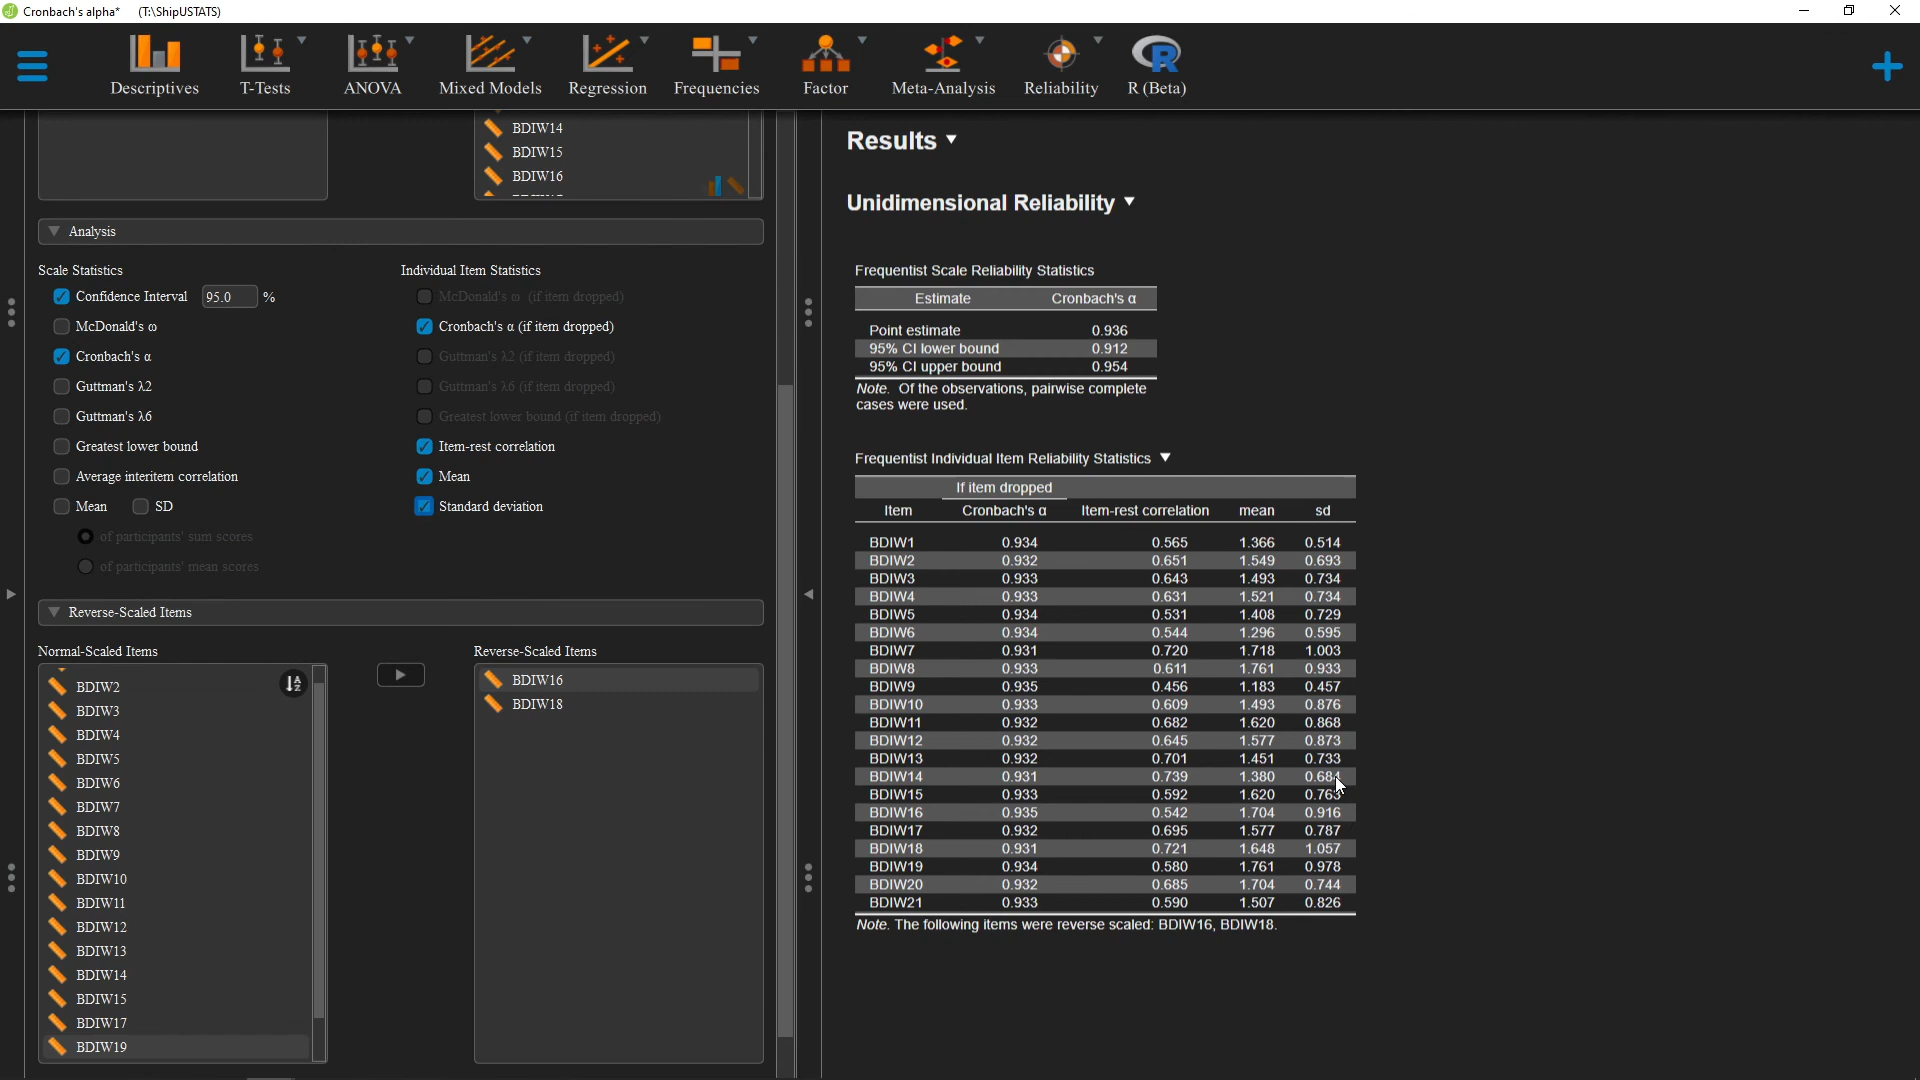 Cronbach's alpha* (T:\ShipUSTATS)
Descriptives T-Tests ANOVA Mixed Models Regression Frequencies Factor Meta-Analysis Reliability R (Beta)
BDIW14
BDIW15
BDIW16
Analysis
Scale Statistics
Individual Item Statistics
Confidence Interval 95.0 %
McDonald's ω (if item dropped)
McDonald's ω
Cronbach's α (if item dropped)
Cronbach's α
Guttman's λ2 (if item dropped)
Guttman's λ2
Guttman's λ6 (if item dropped)
Guttman's λ6
Greatest lower bound (if item dropped)
Greatest lower bound
Item-rest correlation
Average interitem correlation
Mean
Mean SD
Standard deviation
of participants' sum scores
of participants' mean scores
Reverse-Scaled Items
Normal-Scaled Items
Reverse-Scaled Items
BDIW2
BDIW3
BDIW4
BDIW5
BDIW6
BDIW7
BDIW8
BDIW9
BDIW10
BDIW11
BDIW12
BDIW13
BDIW14
BDIW15
BDIW17
BDIW19
BDIW16
BDIW18
Results
Unidimensional Reliability
Frequentist Scale Reliability Statistics
Estimate Cronbach's α
Point estimate 0.936
95% CI lower bound 0.912
95% CI upper bound 0.954
Note. Of the observations, pairwise complete
cases were used.
Frequentist Individual Item Reliability Statistics
If item dropped
Item Cronbach's α Item-rest correlation mean sd
BDIW1 0.934 0.565 1.366 0.514
BDIW2 0.932 0.651 1.549 0.693
BDIW3 0.933 0.643 1.493 0.734
BDIW4 0.933 0.631 1.521 0.734
BDIW5 0.934 0.531 1.408 0.729
BDIW6 0.934 0.544 1.296 0.595
BDIW7 0.931 0.720 1.718 1.003
BDIW8 0.933 0.611 1.761 0.933
BDIW9 0.935 0.456 1.183 0.457
BDIW10 0.933 0.609 1.493 0.876
BDIW11 0.932 0.682 1.620 0.868
BDIW12 0.932 0.645 1.577 0.873
BDIW13 0.932 0.701 1.451 0.733
BDIW14 0.931 0.739 1.380 0.684
BDIW15 0.933 0.592 1.620 0.763
BDIW16 0.935 0.542 1.704 0.916
BDIW17 0.932 0.695 1.577 0.787
BDIW18 0.931 0.721 1.648 1.057
BDIW19 0.934 0.580 1.761 0.978
BDIW20 0.932 0.685 1.704 0.744
BDIW21 0.933 0.590 1.507 0.826
Note. The following items were reverse scaled: BDIW16, BDIW18.